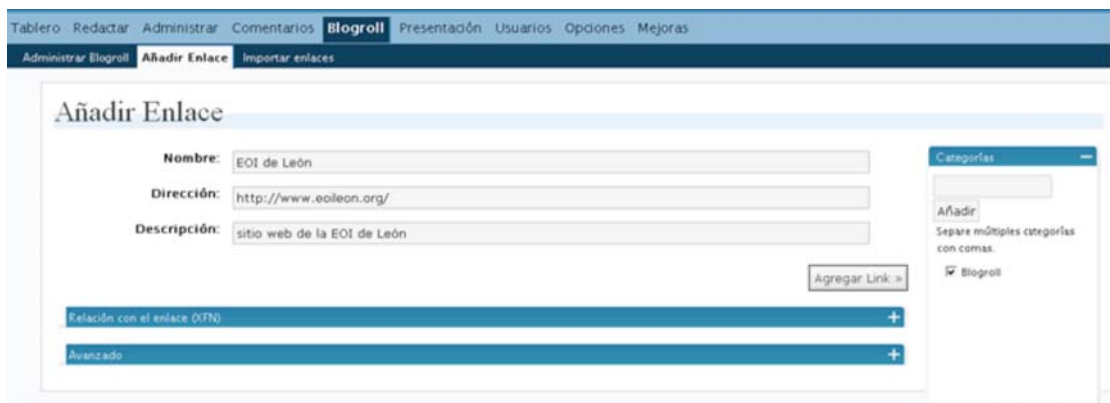 Tablero Redactar Administrar Comentarios Blogroll Presentación Usuarios Opciones Mejoras
Administrar Blogroll Añadir Enlace Importar enlaces
Añadir Enlace
Nombre: EOI de León
Dirección: http://www.eoileon.org/
Descripción: sitio web de la EOI de León
Agregar Link »
Relación con el enlace (XFN) +
Avanzado +
Categorías −
Añadir
Separe múltiples categorías
con comas.
Blogroll